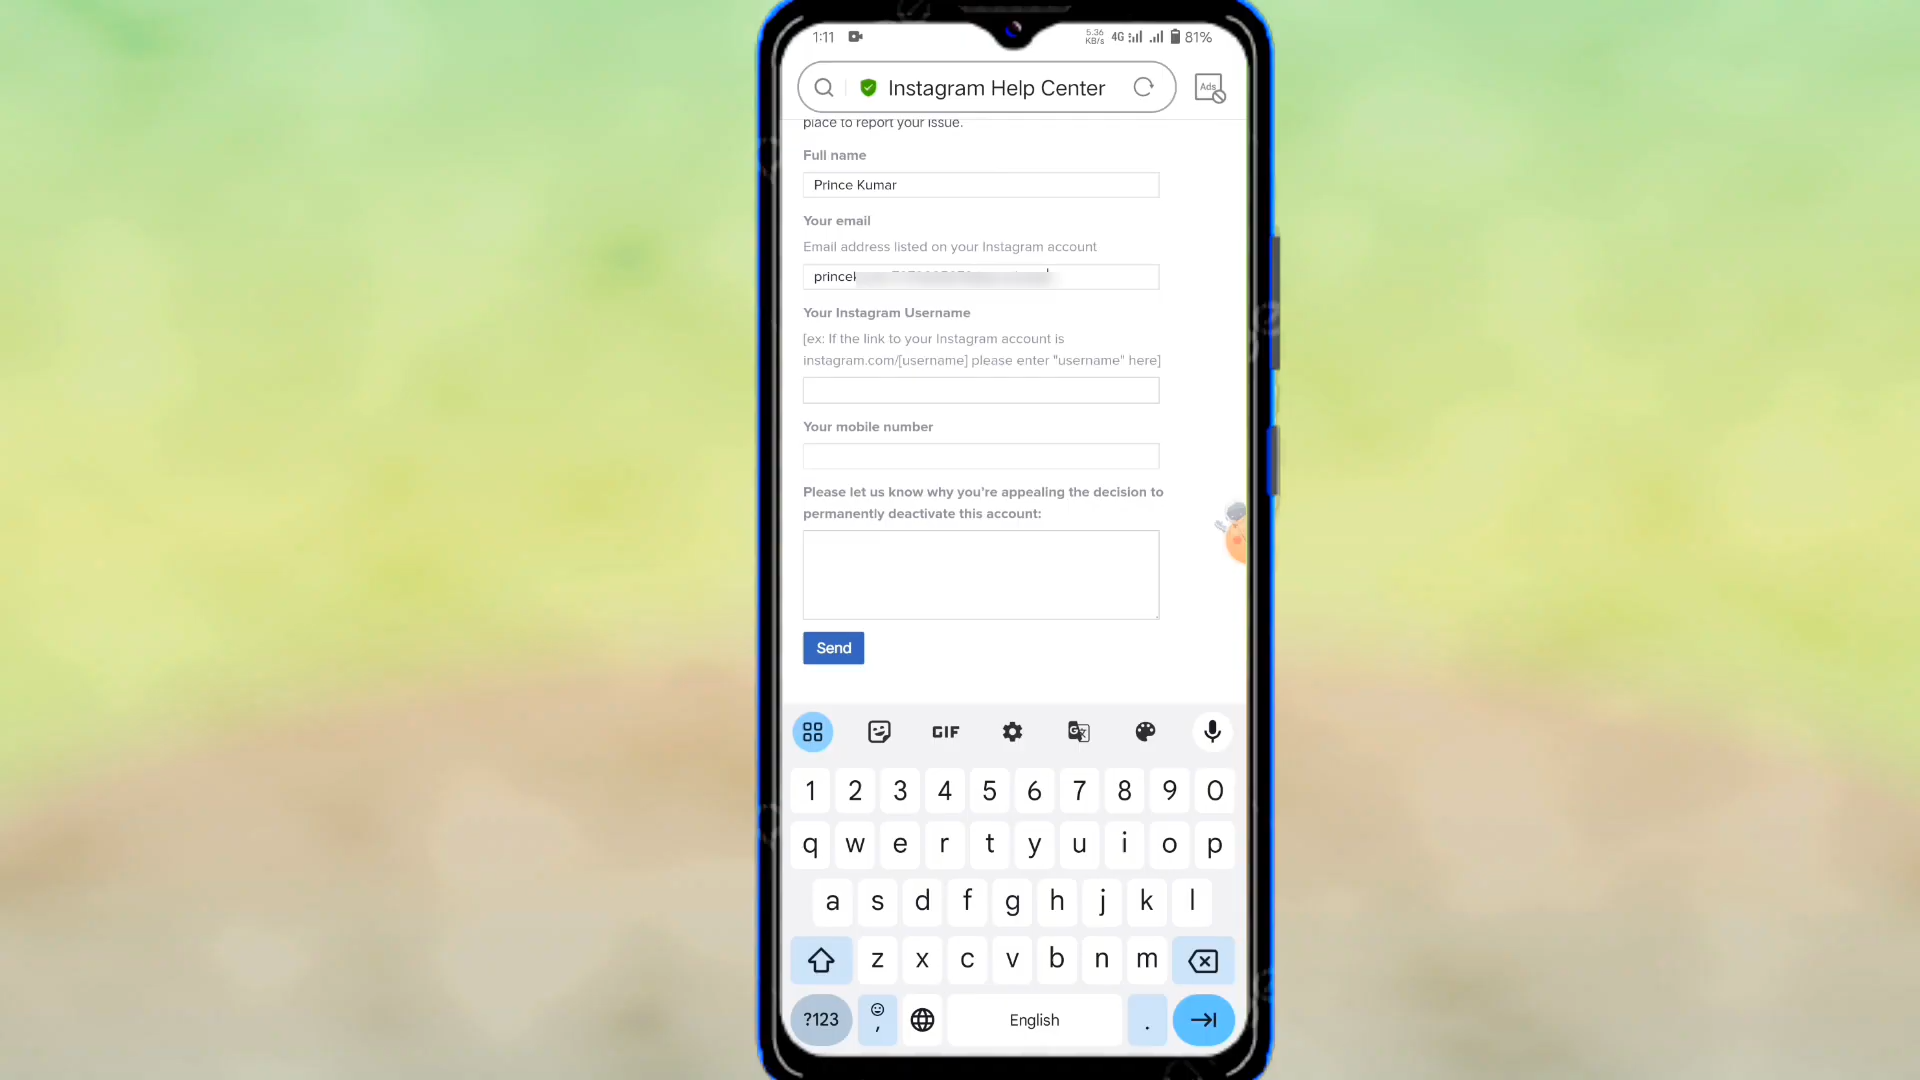 1:11
5.36
KB/s
4G
81%
Instagram Help Center
Ads
place to report your issue.
Full name
Prince Kumar
Your email
Email address listed on your Instagram account
princek
Your Instagram Username
[ex: If the link to your Instagram account is
instagram.com/[username] please enter "username" here]
Your mobile number
Please let us know why you're appealing the decision to
permanently deactivate this account:
Send
GIF
1 2 3 4 5 6 7 8 9 0
q w e r t y u i o p
a s d f g h j k l
z x c v b n m
?123 , English .